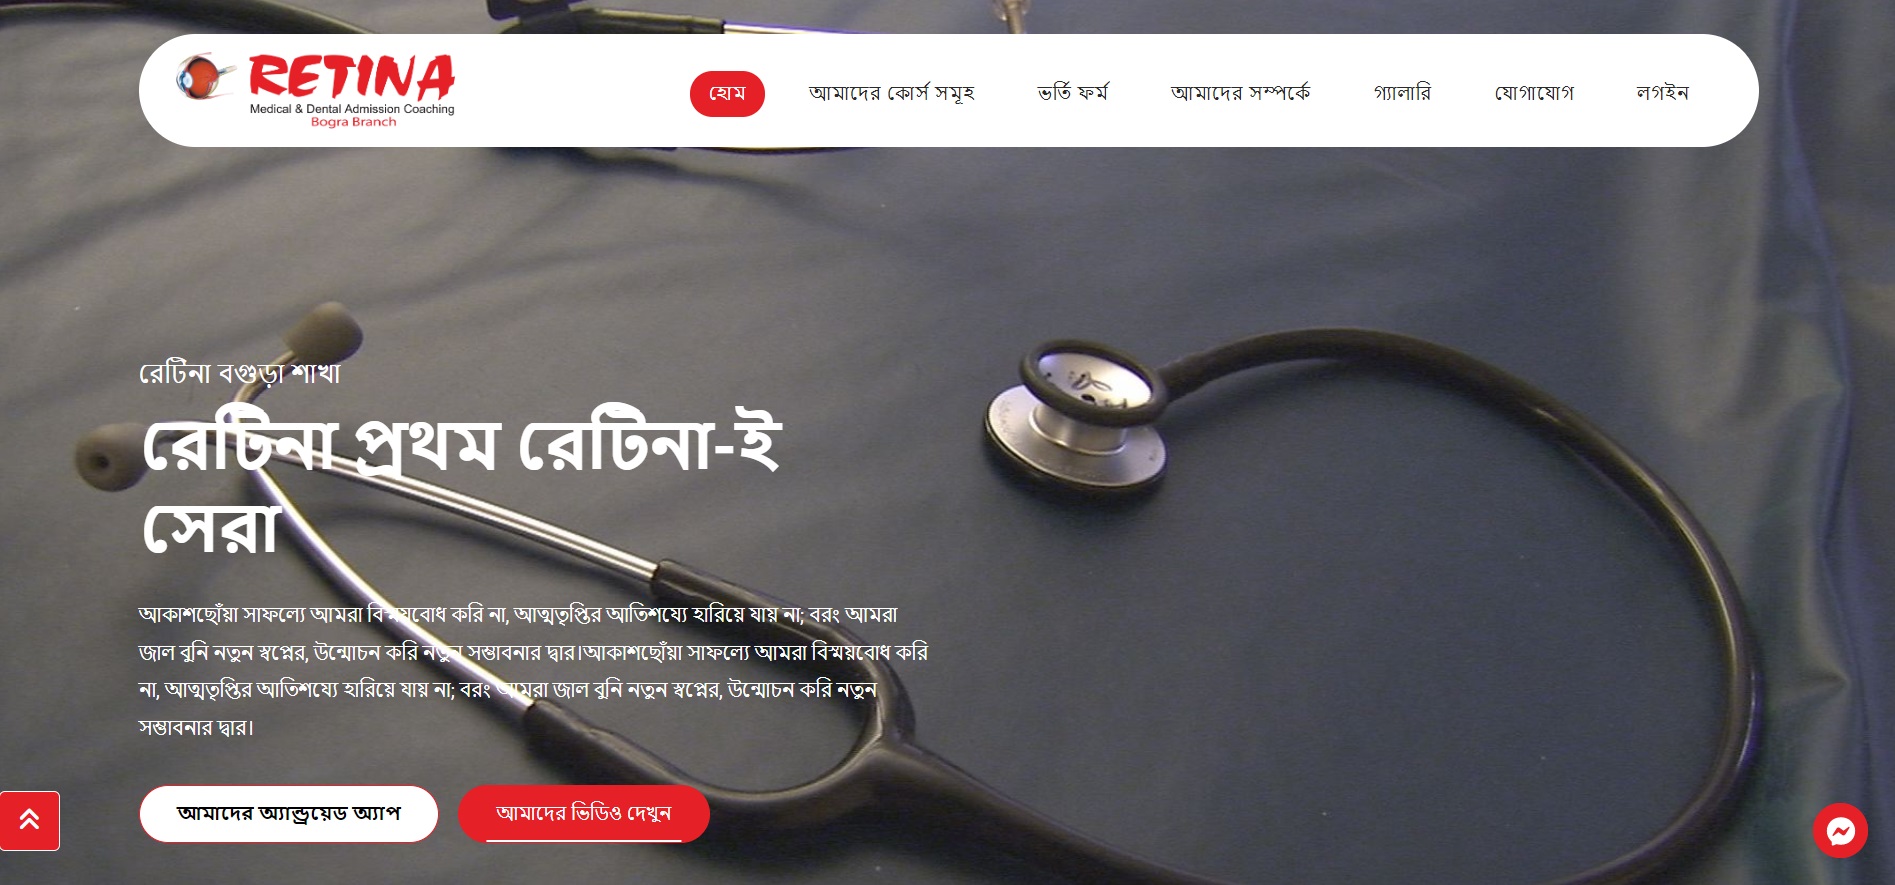 RETINA
Medical & Dental Admission Coaching
Bogra Branch
হোম
আমাদের কোর্স সমূহ
ভর্তি ফর্ম
আমাদের সম্পর্কে
গ্যালারি
যোগাযোগ
লগইন
রেটিনা বগুড়া শাখা
রেটিনা প্রথম রেটিনা-ই
সেরা
আকাশছোঁয়া সাফল্যে আমরা বিস্ময়বোধ করি না, আত্মতৃপ্তির আতিশয্যে হারিয়ে যায় না; বরং আমরা
জাল বুনি নতুন স্বপ্নের, উন্মোচন করি নতুন সম্ভাবনার দ্বার।আকাশছোঁয়া সাফল্যে আমরা বিস্ময়বোধ করি
না, আত্মতৃপ্তির আতিশয্যে হারিয়ে যায় না; বরং আমরা জাল বুনি নতুন স্বপ্নের, উন্মোচন করি নতুন
সম্ভাবনার দ্বার।
আমাদের অ্যান্ড্রয়েড অ্যাপ
আমাদের ভিডিও দেখুন